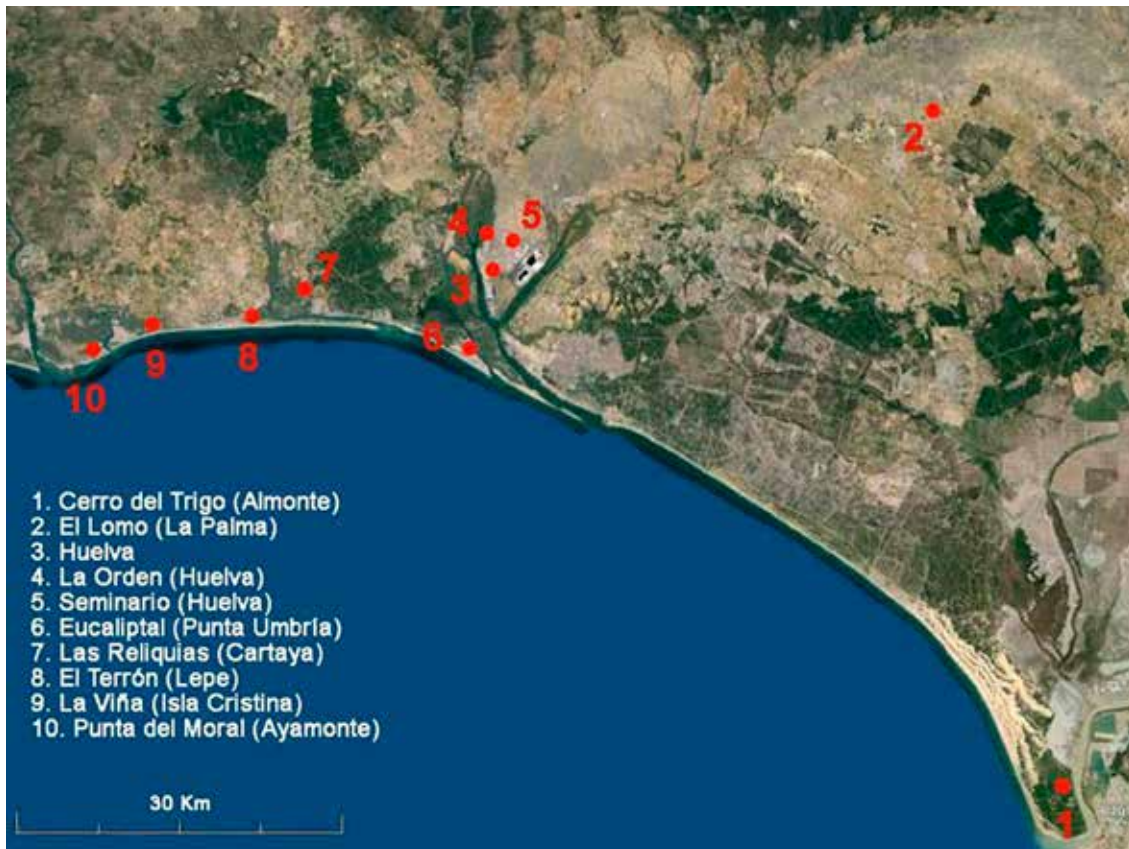 2
4
5
7
3
6
9
8
10
1. Cerro del Trigo (Almonte)
2. El Lomo (La Palma)
3. Huelva
4. La Orden (Huelva)
5. Seminario (Huelva)
6. Eucaliptal (Punta Umbría)
7. Las Reliquias (Cartaya)
8. El Terrón (Lepe)
9. La Viña (Isla Cristina)
10. Punta del Moral (Ayamonte)
30 Km
1